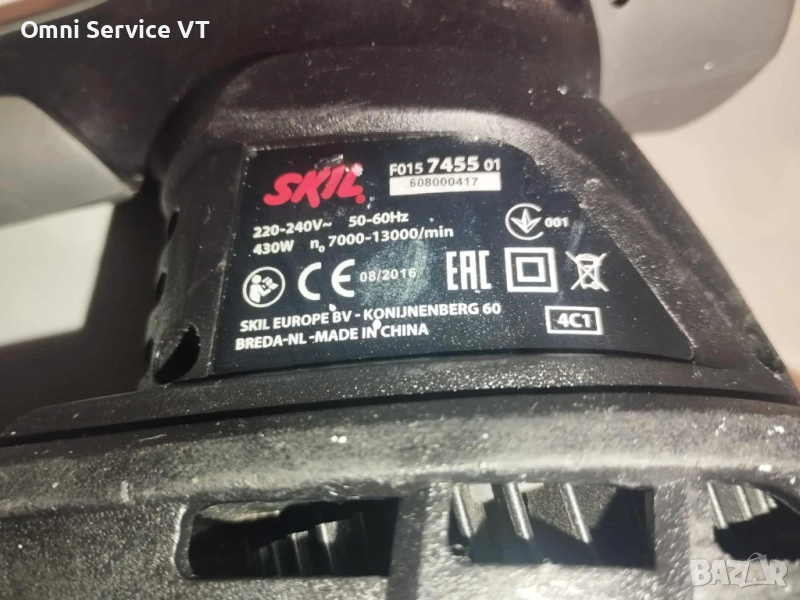 Omni Service VT
SKIL
F015 7455 01
608000417
220-240V~ 50-60Hz
430W n₀ 7000-13000/min
001
CE 08/2016 EAC
SKIL EUROPE BV - KONIJNENBERG 60
BREDA-NL -MADE IN CHINA
4C1
BAZAR